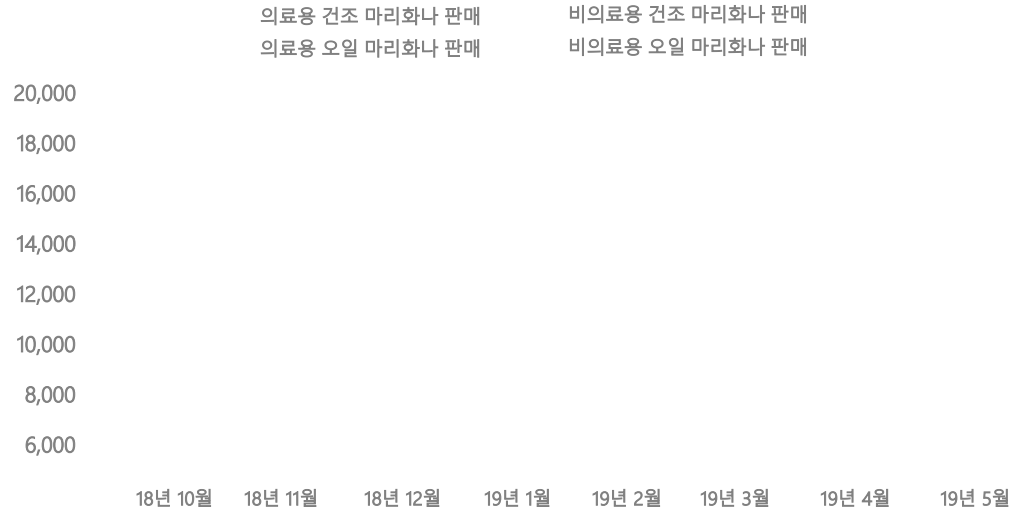 의료용 건조 마리화나 판매 비의료용 건조 마리화나 판매
의료용 오일 마리화나 판매 비의료용 오일 마리화나 판매
20,000
18,000
16,000
14,000
12,000
10,000
8,000
6,000
18년 10월 18년 11월 18년 12월 19년 1월 19년 2월 19년 3월 19년 4월 19년 5월